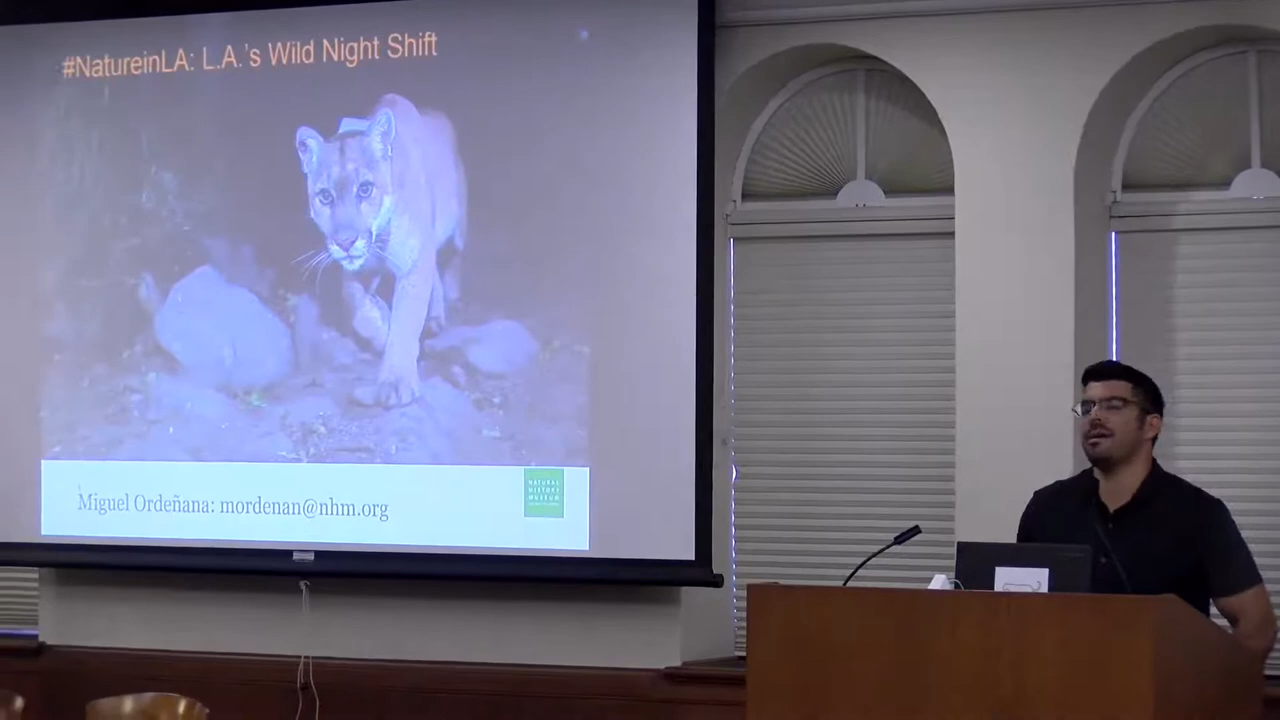 #NatureinLA: L.A.'s Wild Night Shift
Miguel Ordeñana: mordenan@nhm.org
NATURAL
HISTORY
MUSEUM